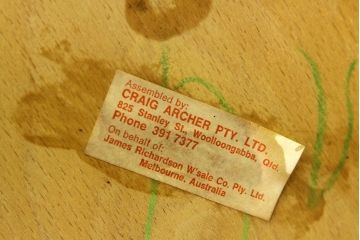 Assembled by:
CRAIG ARCHER PTY. LTD.
825 Stanley St., Woolloongabba, Qld.
Phone 391 7377
On behalf of:
James Richardson W'sale Co. Pty. Ltd.
Melbourne, Australia